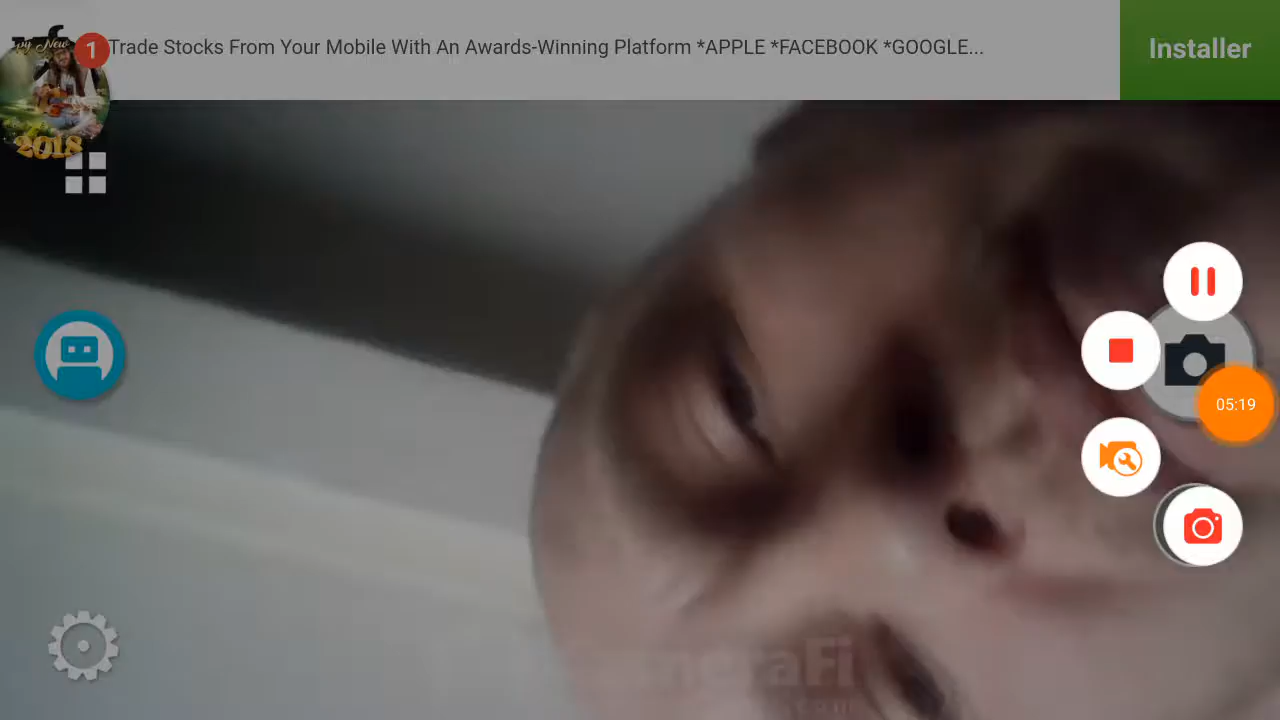 1
Trade Stocks From Your Mobile With An Awards-Winning Platform *APPLE *FACEBOOK *GOOGLE...
Installer
2018
05:19